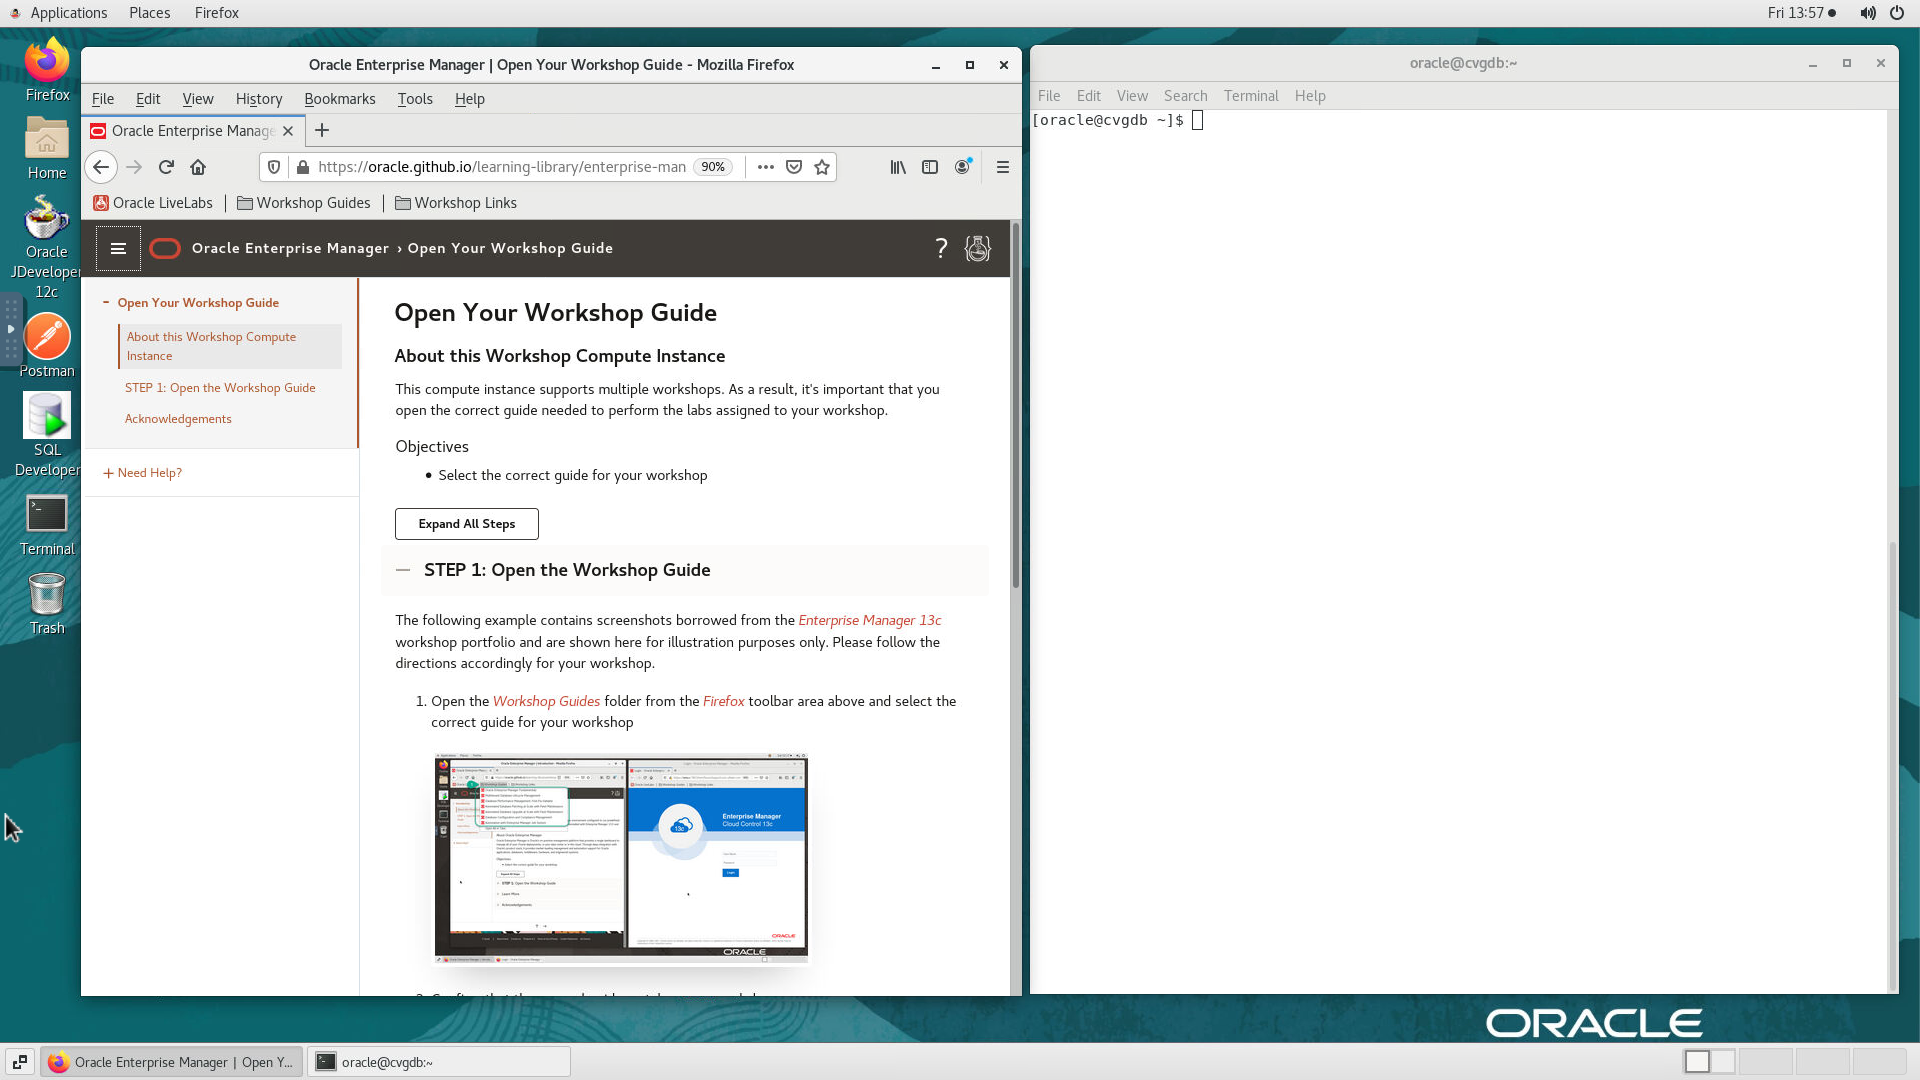 Applications Places Firefox
Fri 13:57
Oracle Enterprise Manager | Open Your Workshop Guide - Mozilla Firefox
File Edit View History Bookmarks Tools Help
Oracle Enterprise Manage
https://oracle.github.io/learning-library/enterprise-man 90%
Oracle LiveLabs Workshop Guides Workshop Links
Oracle Enterprise Manager › Open Your Workshop Guide
?
- Open Your Workshop Guide
About this Workshop Compute
Instance
STEP 1: Open the Workshop Guide
Acknowledgements
+ Need Help?
Open Your Workshop Guide
About this Workshop Compute Instance
This compute instance supports multiple workshops. As a result, it's important that you
open the correct guide needed to perform the labs assigned to your workshop.
Objectives
• Select the correct guide for your workshop
Expand All Steps
— STEP 1: Open the Workshop Guide
The following example contains screenshots borrowed from the Enterprise Manager 13c
workshop portfolio and are shown here for illustration purposes only. Please follow the
directions accordingly for your workshop.
1. Open the Workshop Guides folder from the Firefox toolbar area above and select the
correct guide for your workshop
Enterprise Manager
Cloud Control 13c
13c
Login
ORACLE
ORACLE
oracle@cvgdb:~
File Edit View Search Terminal Help
[oracle@cvgdb ~]$
Firefox
Home
Oracle
JDeveloper
12c
Postman
SQL
Developer
Terminal
Trash
ORACLE
Oracle Enterprise Manager | Open Y...
oracle@cvgdb:~